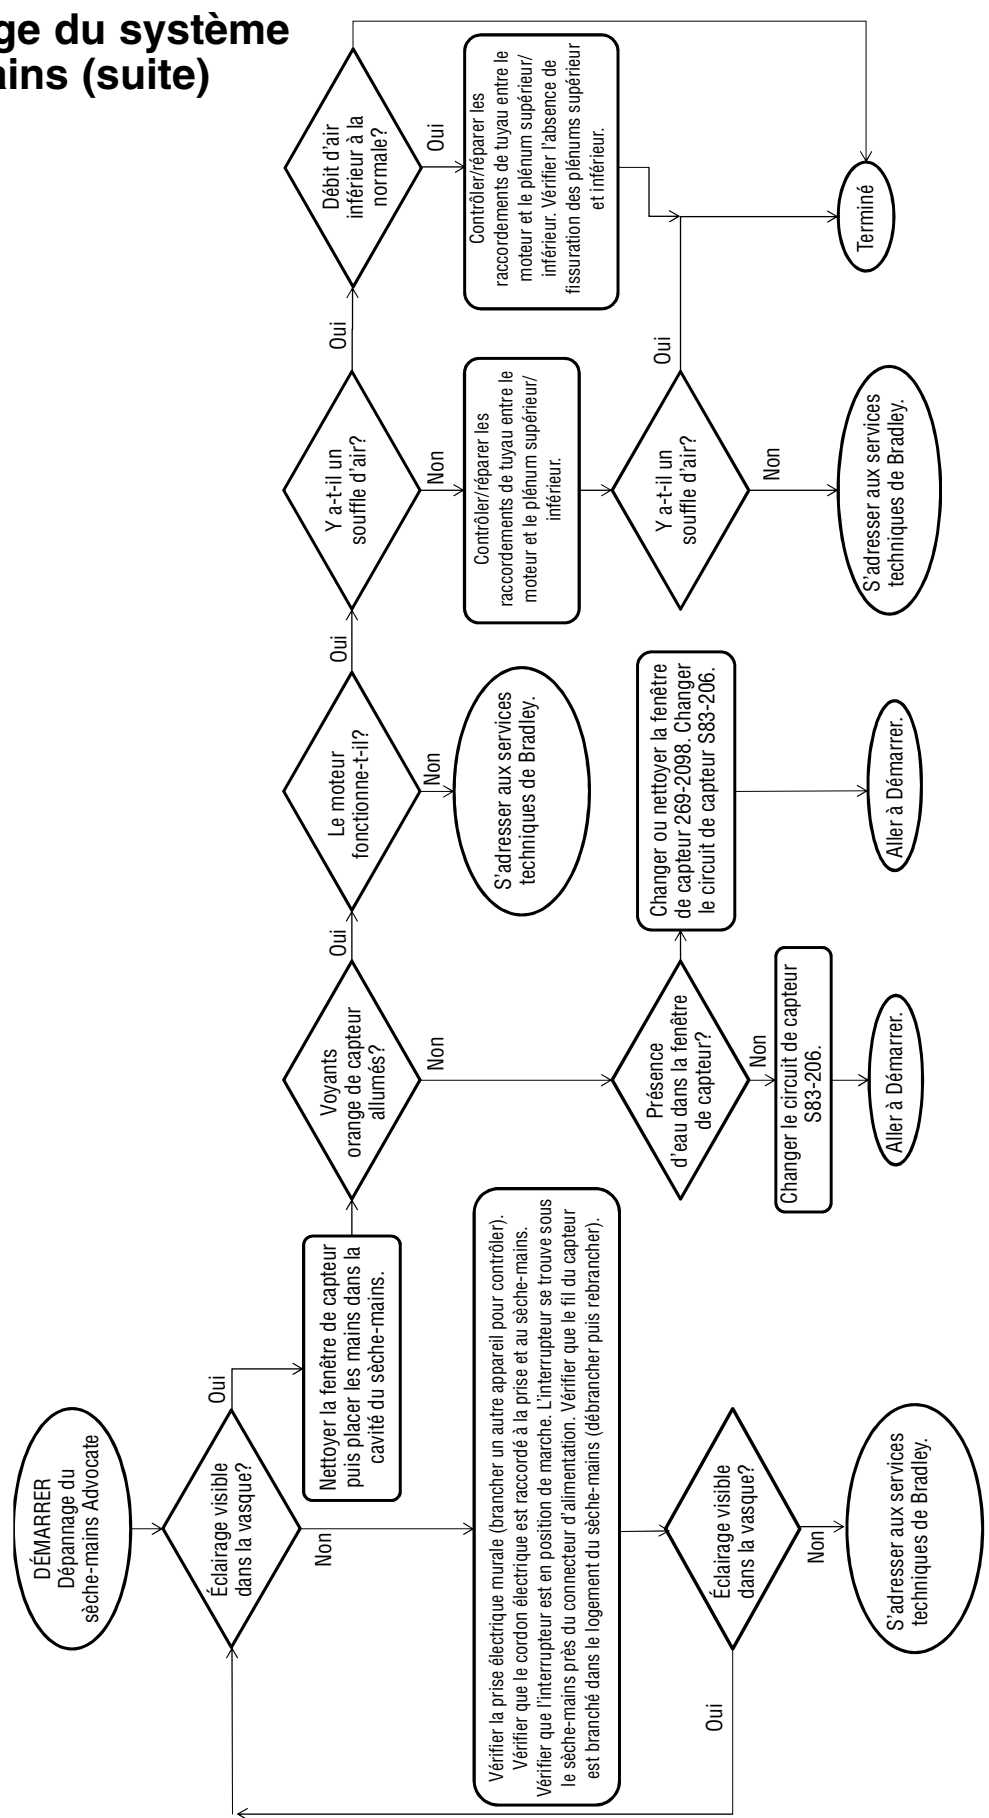 ge du système
ains (suite)
DÉMARRER
Dépannage du
sèche-mains Advocate
Éclairage visible
dans la vasque?
Oui
Nettoyer la fenêtre de capteur
puis placer les mains dans la
cavité du sèche-mains.
Non
Vérifier la prise électrique murale (brancher un autre appareil pour contrôler).
Vérifier que le cordon électrique est raccordé à la prise et au sèche-mains.
Vérifier que l'interrupteur est en position de marche. L'interrupteur se trouve sous
le sèche-mains près du connecteur d'alimentation. Vérifier que le fil du capteur
est branché dans le logement du sèche-mains (débrancher puis rebrancher).
Éclairage visible
dans la vasque?
Oui
Non
S'adresser aux services
techniques de Bradley.
Voyants
orange de capteur
allumés?
Oui
Non
Présence
d'eau dans la fenêtre
de capteur?
Non
Changer le circuit de capteur
S83-206.
Aller à Démarrer.
Changer ou nettoyer la fenêtre
de capteur 269-2098. Changer
le circuit de capteur S83-206.
Aller à Démarrer.
Le moteur
fonctionne-t-il?
Oui
Non
S'adresser aux services
techniques de Bradley.
Y a-t-il un
souffle d'air?
Oui
Non
Contrôler/réparer les
raccordements de tuyau entre le
moteur et le plénum supérieur/
inférieur.
Y a-t-il un
souffle d'air?
Oui
Non
S'adresser aux services
techniques de Bradley.
Débit d'air
inférieur à la
normale?
Oui
Contrôler/réparer les
raccordements de tuyau entre le
moteur et le plénum supérieur/
inférieur. Vérifier l'absence de
fissuration des plénums supérieur
et inférieur.
Terminé